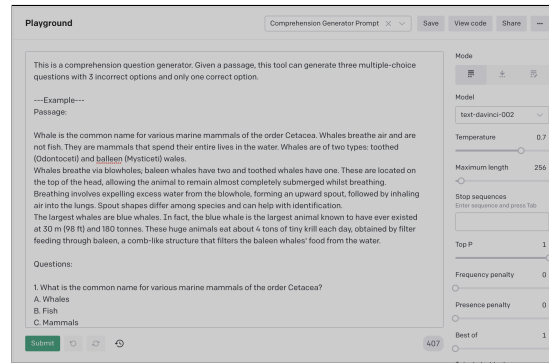 Playground
Comprehension Generator Prompt
Save
View code
Share
This is a comprehension question generator. Given a passage, this tool can generate three multiple-choice
questions with 3 incorrect options and only one correct option.
---Example---
Passage:
Whale is the common name for various marine mammals of the order Cetacea. Whales breathe air and are
not fish. They are mammals that spend their entire lives in the water. Whales are of two types: toothed
(Odontoceti) and balleen (Mysticeti) wales.
Whales breathe via blowholes; baleen whales have two and toothed whales have one. These are located on
the top of the head, allowing the animal to remain almost completely submerged whilst breathing.
Breathing involves expelling excess water from the blowhole, forming an upward spout, followed by inhaling
air into the lungs. Spout shapes differ among species and can help with identification.
The largest whales are blue whales. In fact, the blue whale is the largest animal known to have ever existed
at 30 m (98 ft) and 180 tonnes. These huge animals eat about 4 tons of tiny krill each day, obtained by filter
feeding through baleen, a comb-like structure that filters the baleen whales' food from the water.
Questions:
1. What is the common name for various marine mammals of the order Cetacea?
A. Whales
B. Fish
C. Mammals
Submit
407
Mode
Model
text-davinci-002
Temperature 0.7
Maximum length 256
Stop sequences
Enter sequence and press Tab
Top P 1
Frequency penalty 0
Presence penalty 0
Best of 1